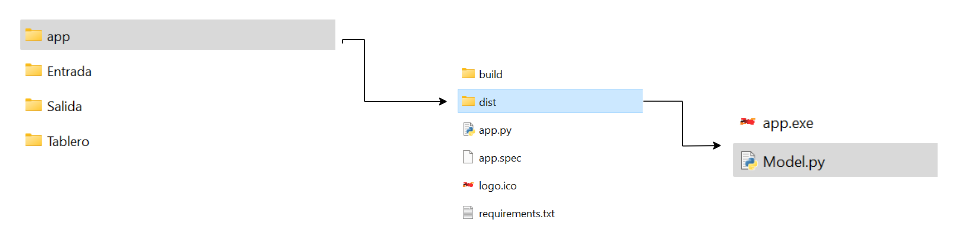 app
Entrada
Salida
Tablero
build
dist
app.py
app.spec
logo.ico
requirements.txt
app.exe
Model.py